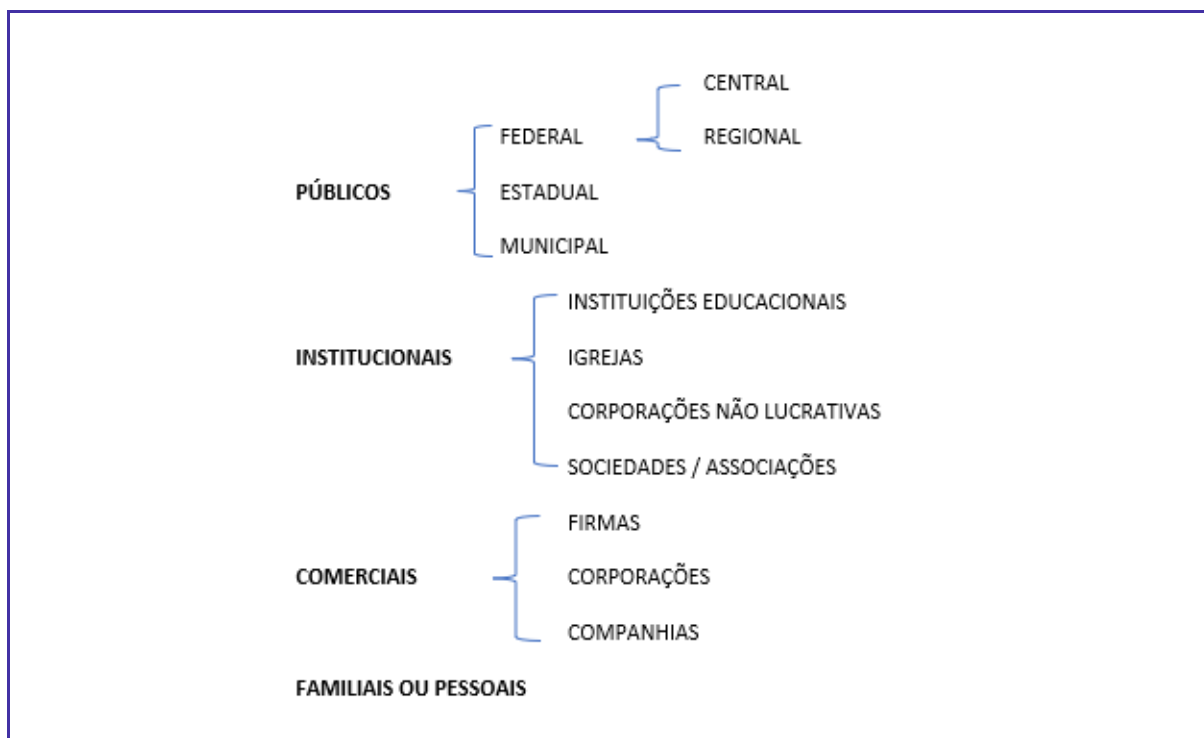 CENTRAL
FEDERAL
REGIONAL
PÚBLICOS
ESTADUAL
MUNICIPAL
INSTITUIÇÕES EDUCACIONAIS
INSTITUCIONAIS
IGREJAS
CORPORAÇÕES NÃO LUCRATIVAS
SOCIEDADES / ASSOCIAÇÕES
FIRMAS
COMERCIAIS
CORPORAÇÕES
COMPANHIAS
FAMILIAIS OU PESSOAIS